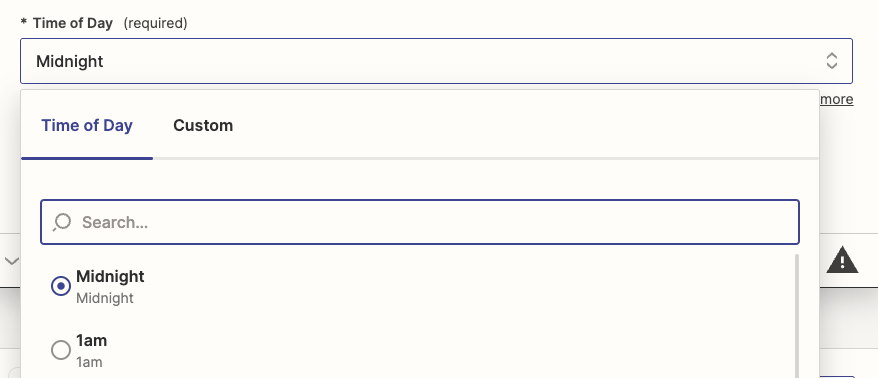 * Time of Day (required)
Midnight
more
Time of Day Custom
Search...
Midnight
Midnight
1am
1am